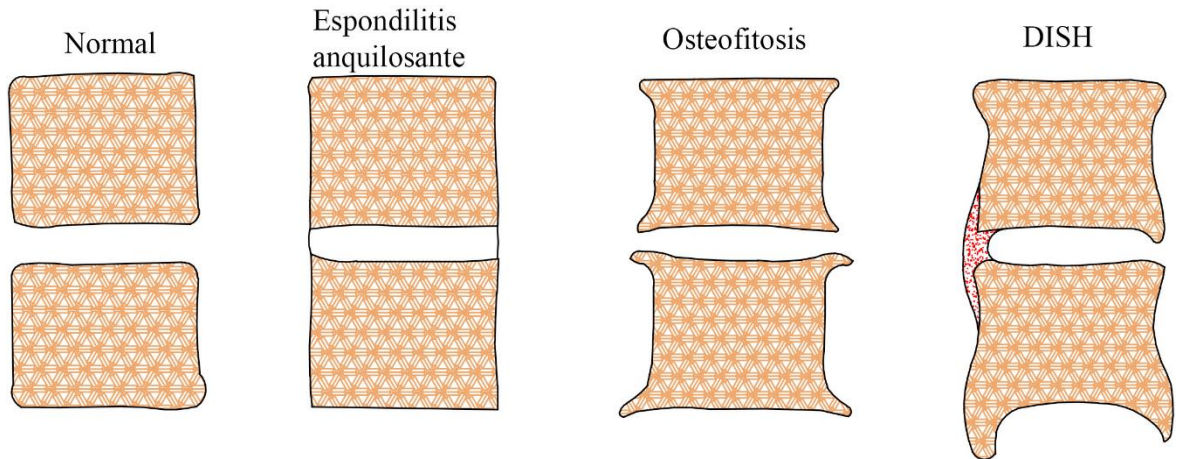 Normal
Espondilitis
anquilosante
Osteofitosis
DISH